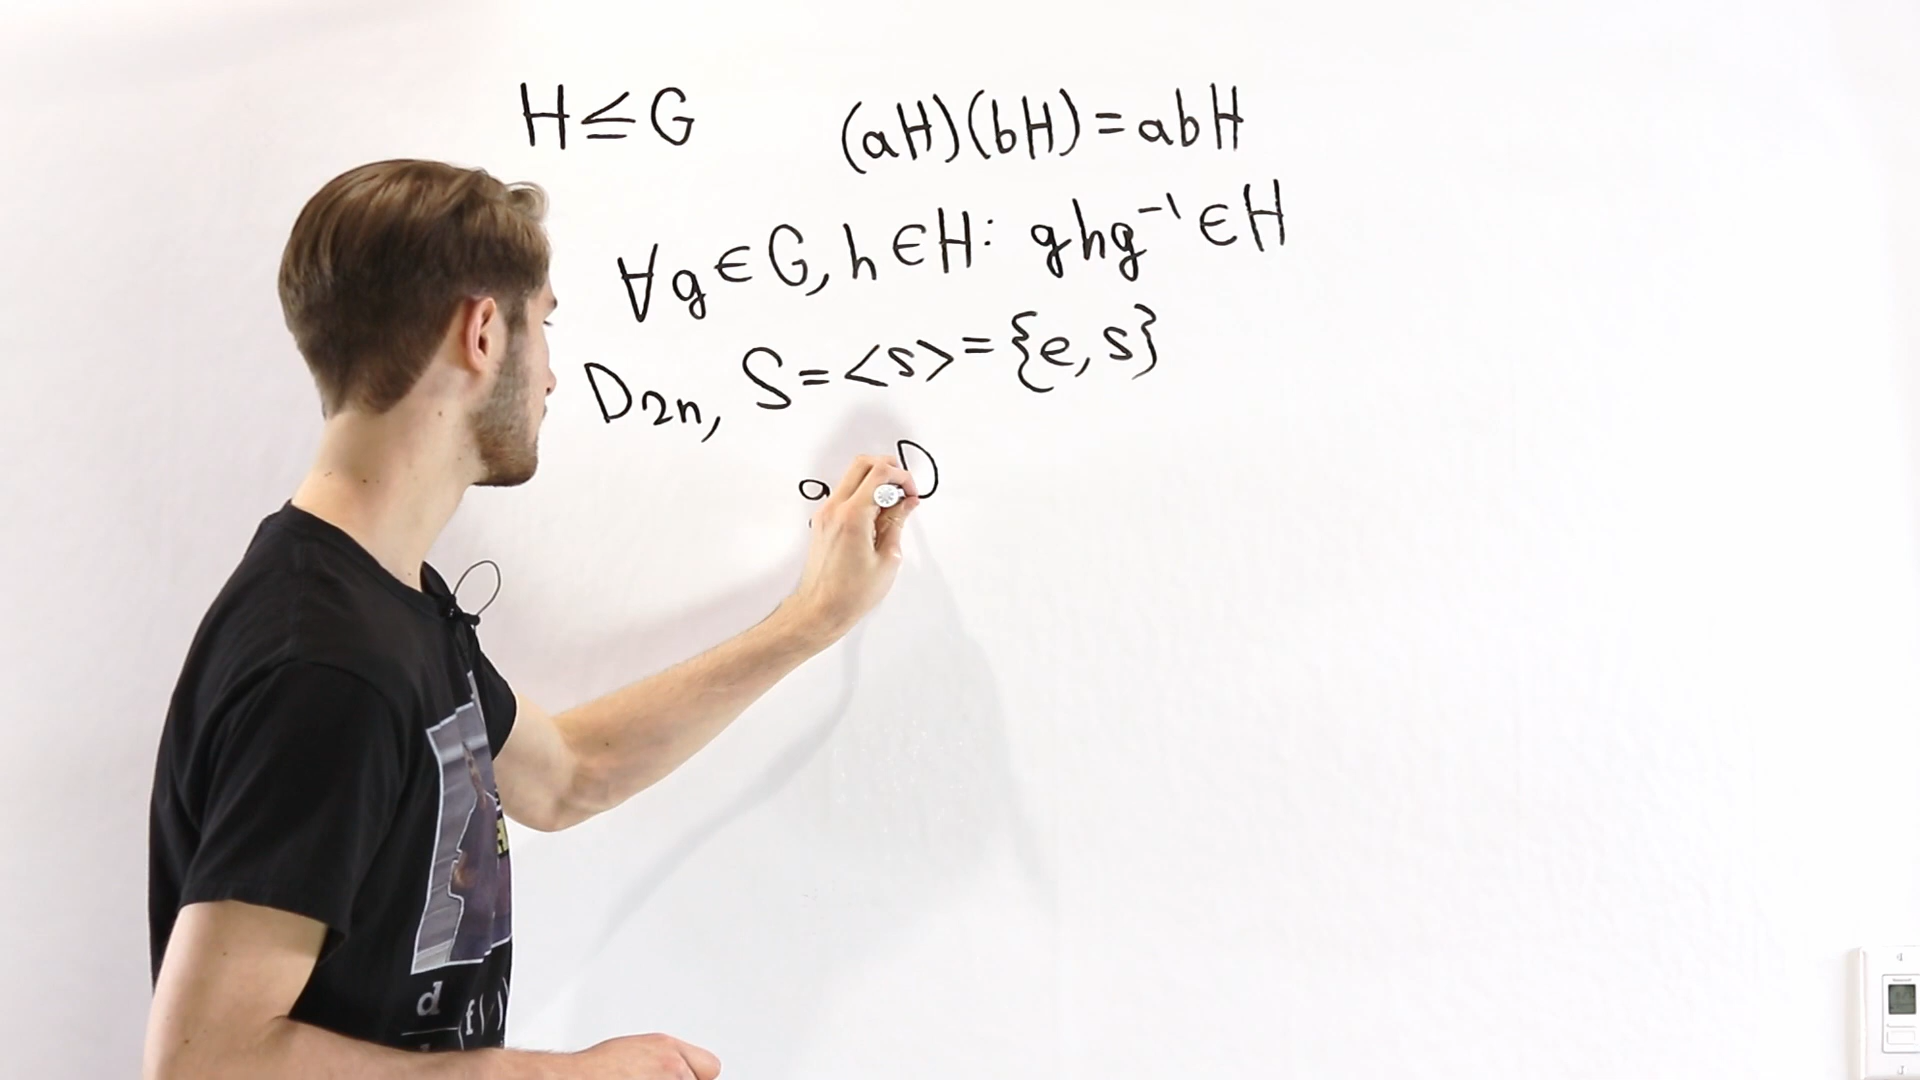 H≤G (aH)(bH)=abH
∀g∈G, h∈H: ghg⁻¹∈H
D₂ₙ, S=<s>={e,s}
D
d
f(